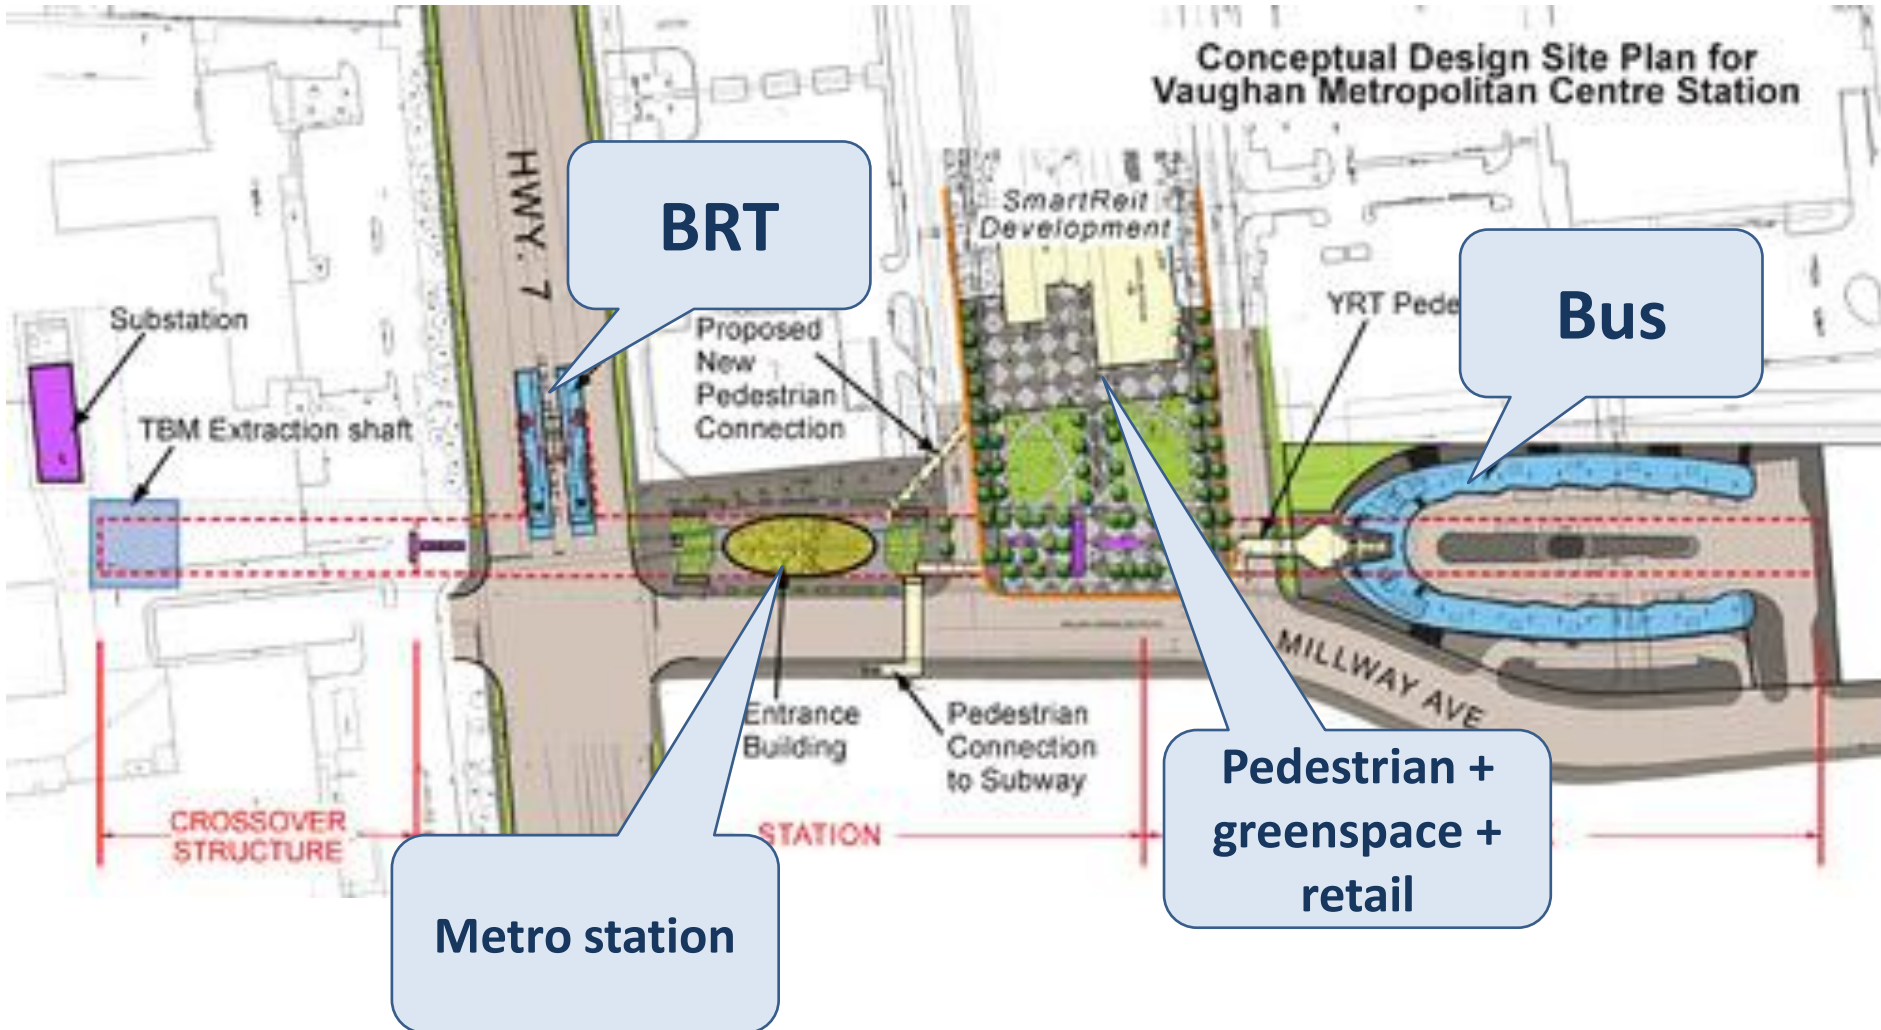 Conceptual Design Site Plan for
Vaughan Metropolitan Centre Station
HWY. 7
BRT
SmartReit
Development
Bus
YRT Pede
Substation
Proposed
New
Pedestrian
Connection
TBM Extraction shaft
MILLWAY AVE
Entrance
Building
Pedestrian
Connection
to Subway
Pedestrian +
greenspace +
retail
CROSSOVER
STRUCTURE
STATION
Metro station